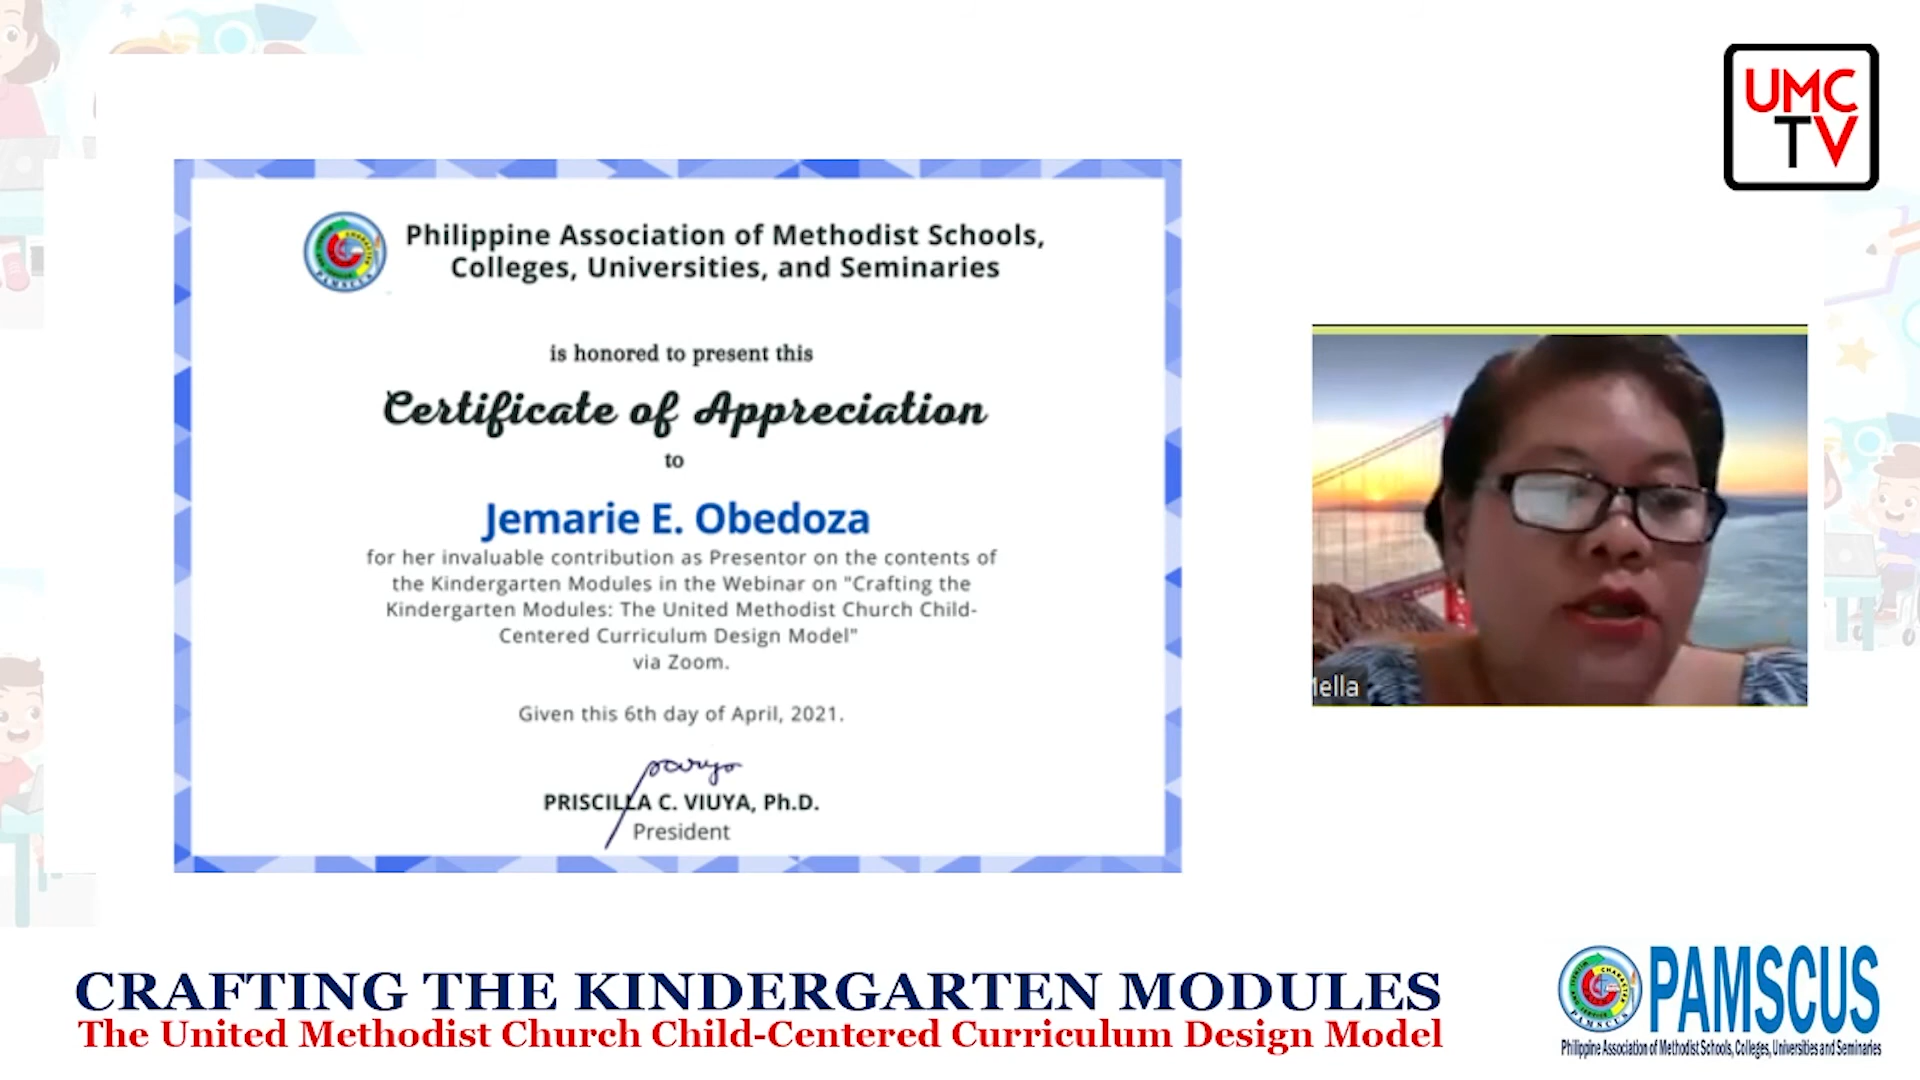 UMC
TV
Philippine Association of Methodist Schools,
Colleges, Universities, and Seminaries
is honored to present this
Certificate of Appreciation
to
Jemarie E. Obedoza
for her invaluable contribution as Presentor on the contents of
the Kindergarten Modules in the Webinar on "Crafting the
Kindergarten Modules: The United Methodist Church Child-
Centered Curriculum Design Model"
via Zoom.
Given this 6th day of April, 2021.
PRISCILLA C. VIUYA, Ph.D.
President
ella
CRAFTING THE KINDERGARTEN MODULES
The United Methodist Church Child-Centered Curriculum Design Model
PAMSCUS
Philippine Association of Methodist Schools, Colleges, Universities and Seminaries